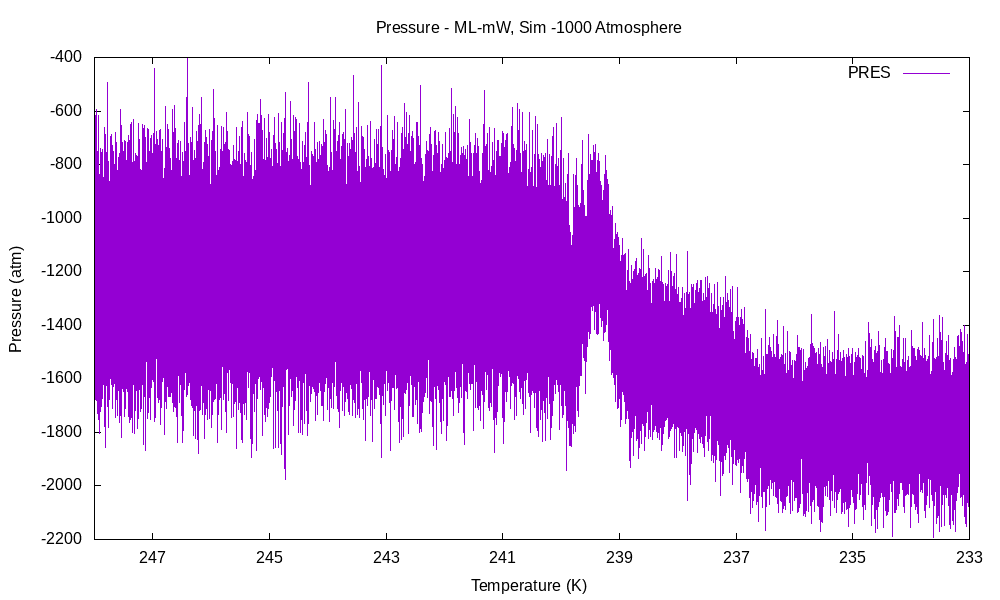 Pressure - ML-mW, Sim -1000 Atmosphere
PRES
-400
-600
-800
-1000
-1200
-1400
-1600
-1800
-2000
-2200
Pressure (atm)
247 245 243 241 239 237 235 233
Temperature (K)